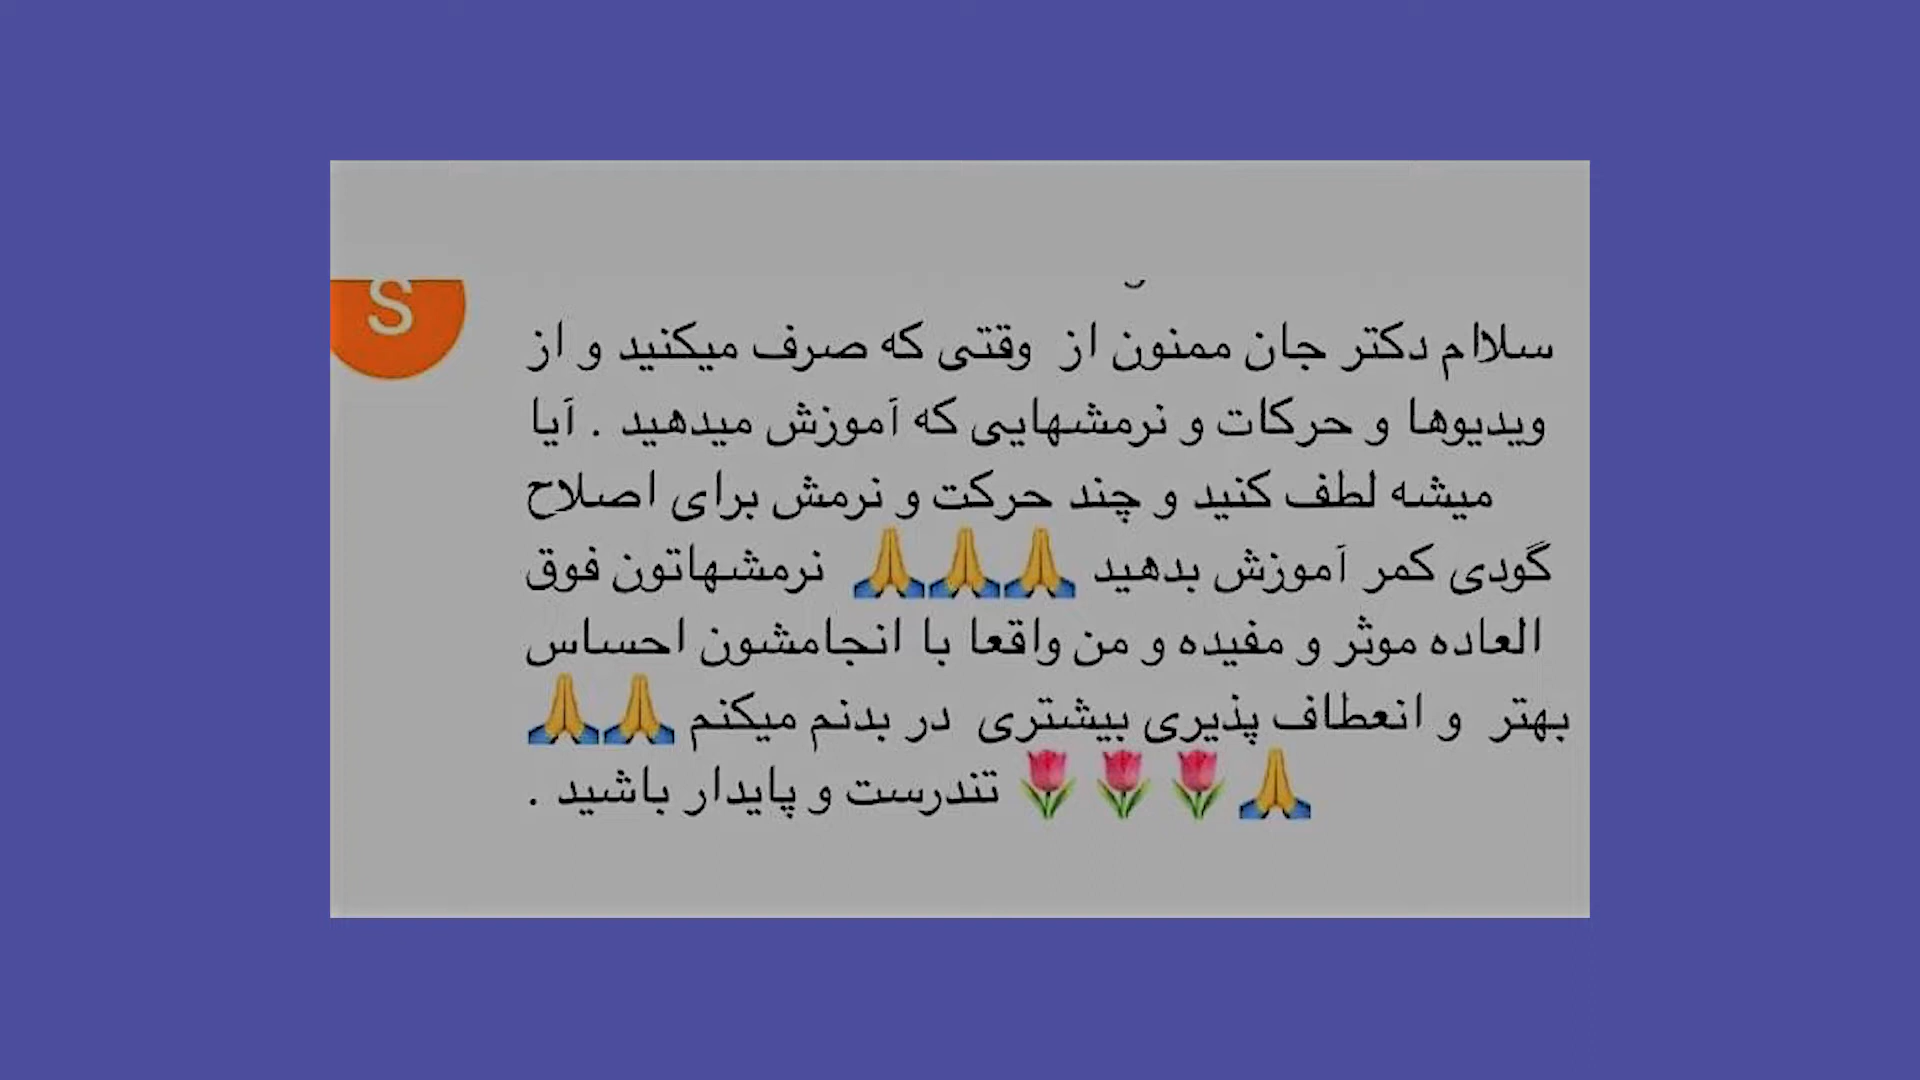 S
سلاام دکتر جان ممنون از وقتی که صرف میکنید و از
ویدیوها و حرکات و نرمشهایی که آموزش میدهید . آیا
میشه لطف کنید و چند حرکت و نرمش برای اصلاح
گودی کمر آموزش بدهید 🙏🙏🙏 نرمشهاتون فوق
العاده موثر و مفیده و من واقعا با انجامشون احساس
بهتر و انعطاف پذیری بیشتری در بدنم میکنم 🙏🙏
🙏🌷🌷🌷 تندرست و پایدار باشید .